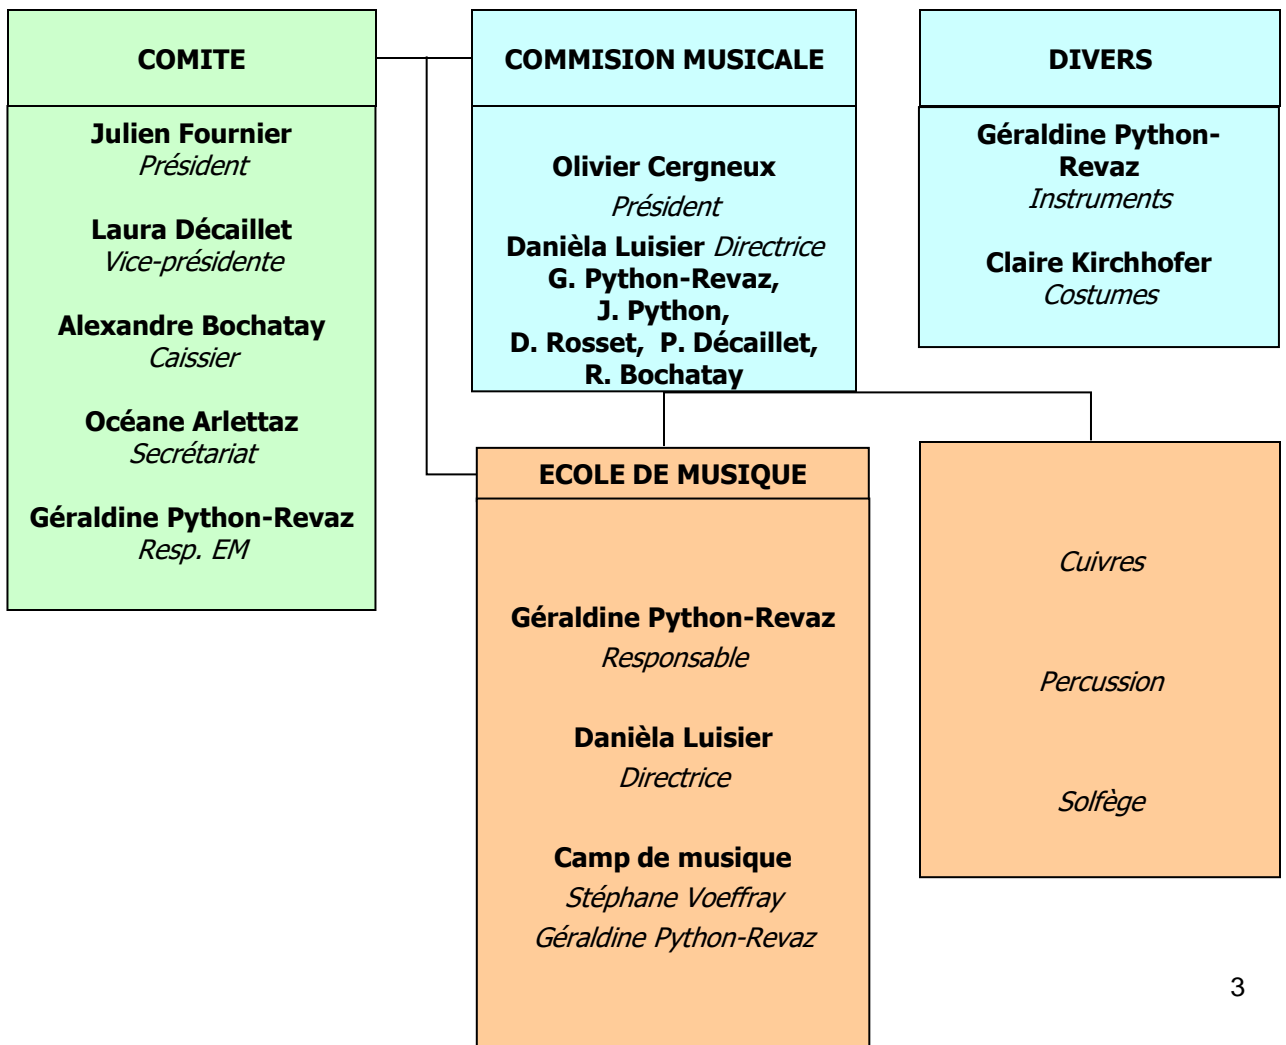 COMITE
Julien Fournier
Président
Laura Décaillet
Vice-présidente
Alexandre Bochatay
Caissier
Océane Arlettaz
Secrétariat
Géraldine Python-Revaz
Resp. EM
COMMISION MUSICALE
Olivier Cergneux
Président
Danièla Luisier Directrice
G. Python-Revaz,
J. Python,
D. Rosset, P. Décaillet,
R. Bochatay
DIVERS
Géraldine Python-
Revaz
Instruments
Claire Kirchhofer
Costumes
ECOLE DE MUSIQUE
Géraldine Python-Revaz
Responsable
Danièla Luisier
Directrice
Camp de musique
Stéphane Voeffray
Géraldine Python-Revaz
Cuivres
Percussion
Solfège
3